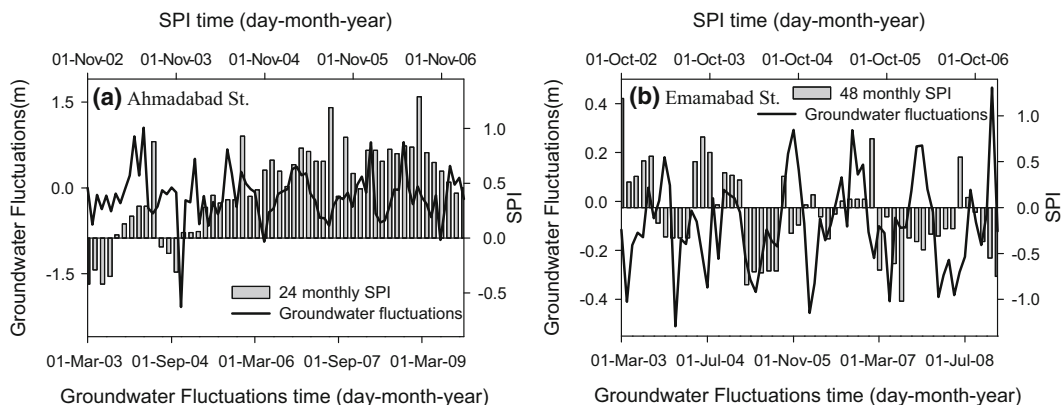 SPI time (day-month-year)
01-Nov-02 01-Nov-03 01-Nov-04 01-Nov-05 01-Nov-06
Groundwater Fluctuations(m)
1.5
0.0
-1.5
(a) Ahmadabad St.
24 monthly SPI
Groundwater fluctuations
1.0
0.5
0.0
-0.5
SPI
01-Mar-03 01-Sep-04 01-Mar-06 01-Sep-07 01-Mar-09
Groundwater Fluctuations time (day-month-year)
SPI time (day-month-year)
01-Oct-02 01-Oct-03 01-Oct-04 01-Oct-05 01-Oct-06
Groundwater Fluctuations(m)
0.4
0.2
0.0
-0.2
-0.4
(b) Emamabad St.
48 monthly SPI
Groundwater fluctuations
1.0
0.5
0.0
-0.5
-1.0
SPI
01-Mar-03 01-Jul-04 01-Nov-05 01-Mar-07 01-Jul-08
Groundwater Fluctuations time (day-month-year)